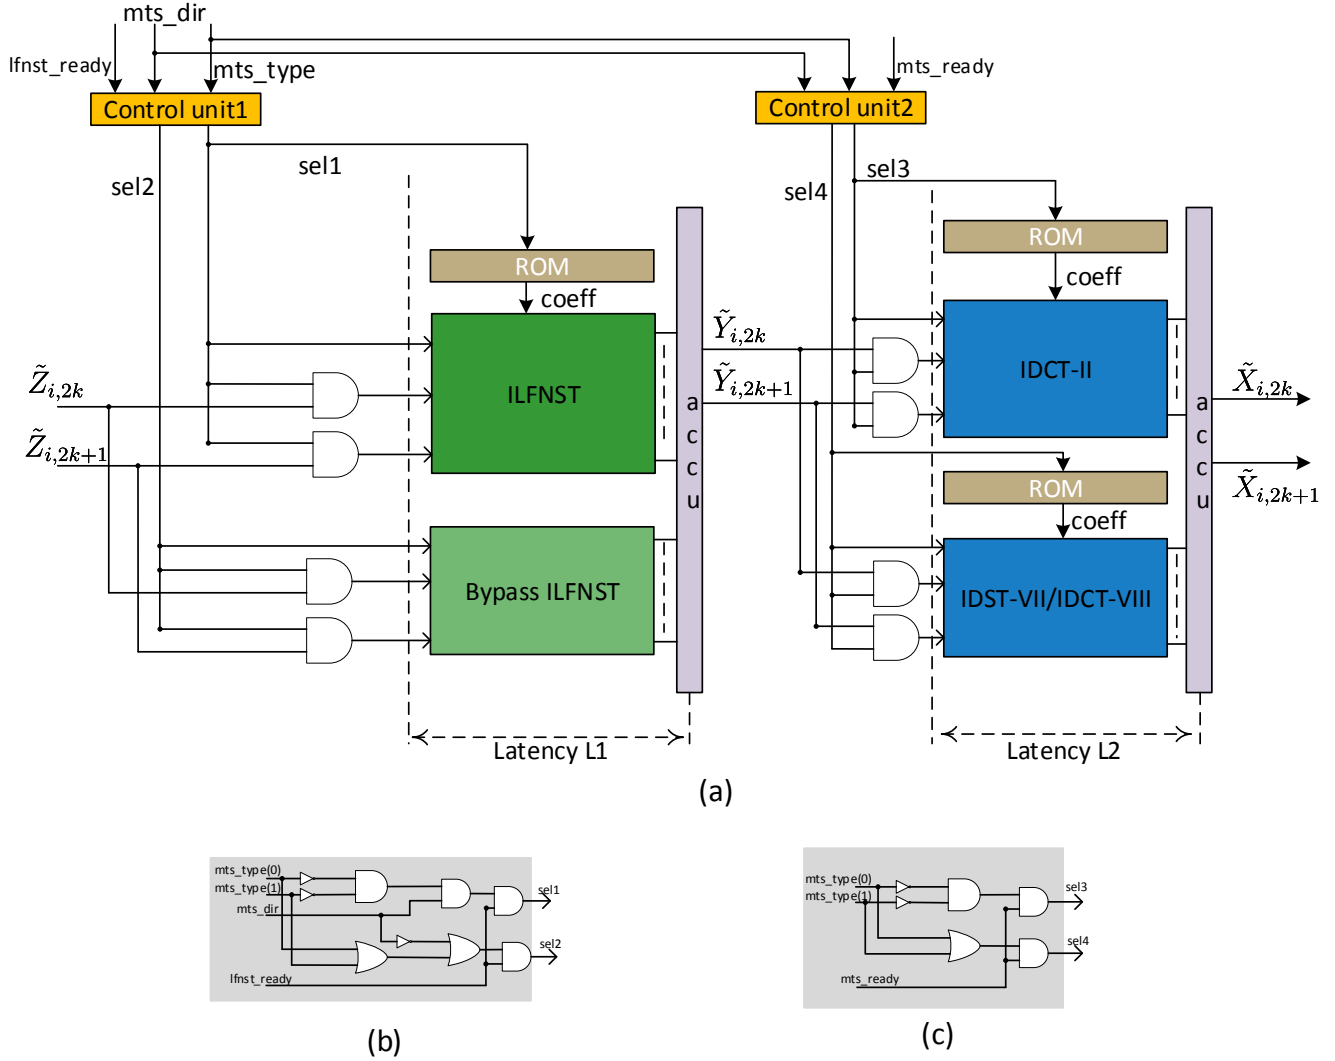 mts_dir
lfnst_ready
mts_type
mts_ready
Control unit1
Control unit2
sel1
sel2
sel3
sel4
ROM
ROM
coeff
coeff
Z̃i,2k
Z̃i,2k+1
ILFNST
Ỹi,2k
Ỹi,2k+1
IDCT-II
X̃i,2k
X̃i,2k+1
accu
accu
ROM
coeff
Bypass ILFNST
IDST-VII/IDCT-VIII
Latency L1
Latency L2
(a)
mts_type(0)
mts_type(1)
mts_dir
lfnst_ready
sel1
sel2
(b)
mts_type(0)
mts_type(1)
mts_ready
sel3
sel4
(c)